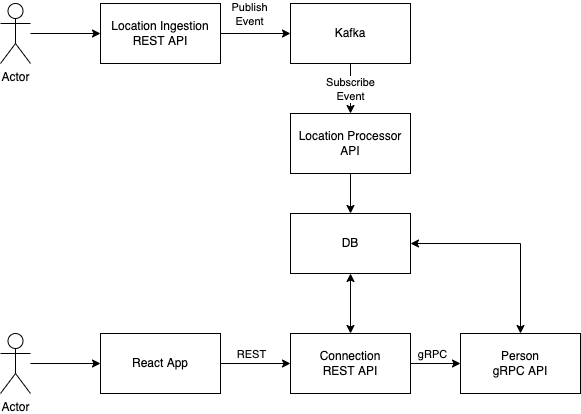 Publish
Event
Location Ingestion
REST API
Kafka
Actor
Subscribe
Event
Location Processor
API
DB
REST
gRPC
React App
Connection
REST API
Person
gRPC API
Actor